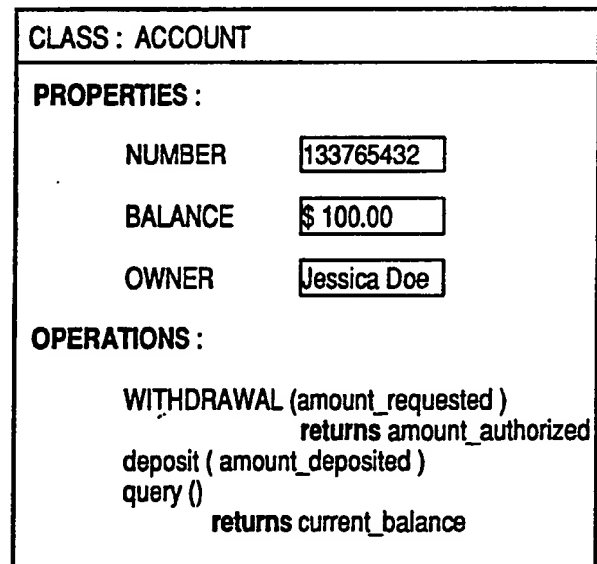 CLASS : ACCOUNT
PROPERTIES :
NUMBER 133765432
BALANCE $ 100.00
OWNER Jessica Doe
OPERATIONS :
WITHDRAWAL (amount_requested )
returns amount_authorized
deposit ( amount_deposited )
query ()
returns current_balance